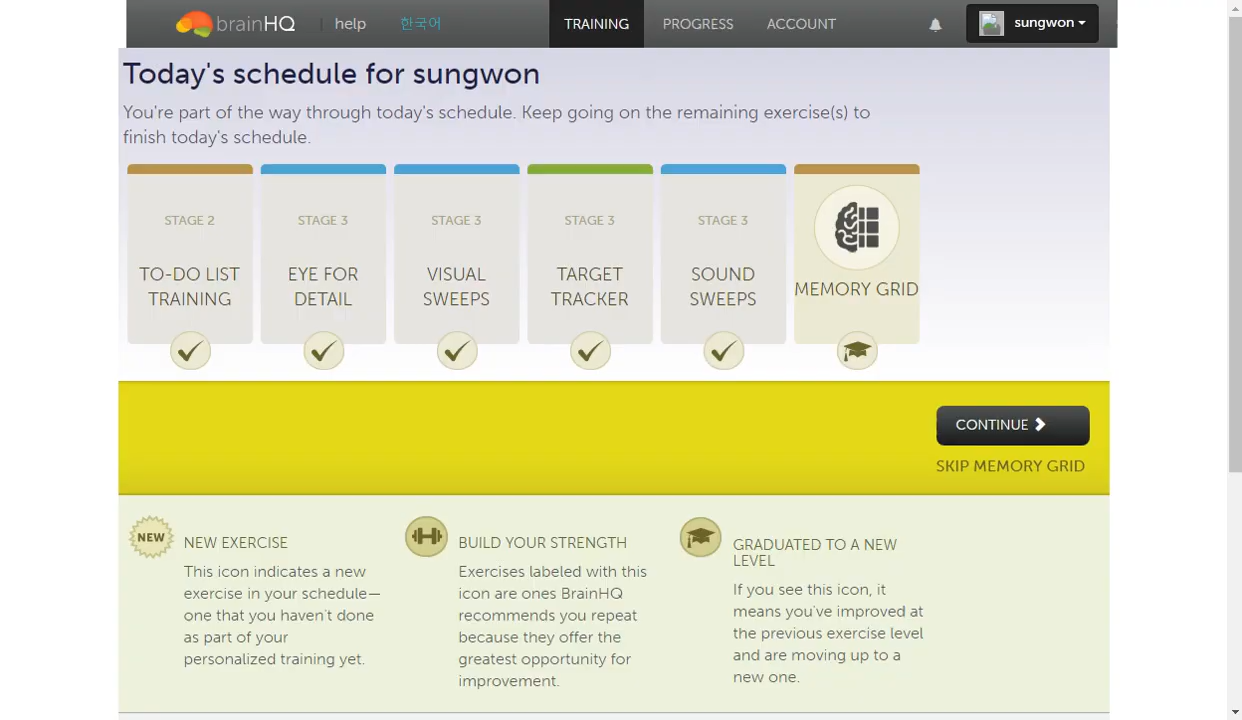 brainHQ help 한국어 TRAINING PROGRESS ACCOUNT sungwon
Today's schedule for sungwon
You're part of the way through today's schedule. Keep going on the remaining exercise(s) to
finish today's schedule.
STAGE 2
TO-DO LIST
TRAINING
STAGE 3
EYE FOR
DETAIL
STAGE 3
VISUAL
SWEEPS
STAGE 3
TARGET
TRACKER
STAGE 3
SOUND
SWEEPS
MEMORY GRID
CONTINUE
SKIP MEMORY GRID
NEW
NEW EXERCISE
This icon indicates a new
exercise in your schedule—
one that you haven't done
as part of your
personalized training yet.
BUILD YOUR STRENGTH
Exercises labeled with this
icon are ones BrainHQ
recommends you repeat
because they offer the
greatest opportunity for
improvement.
GRADUATED TO A NEW
LEVEL
If you see this icon, it
means you've improved at
the previous exercise level
and are moving up to a
new one.